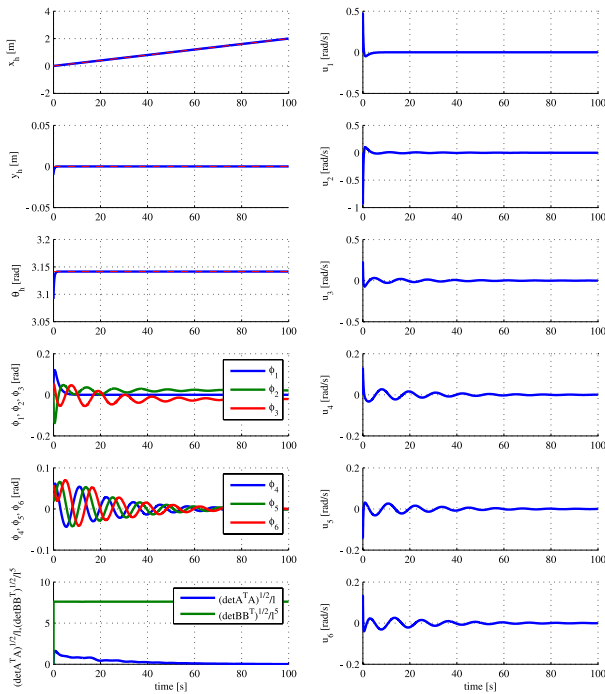 x_h [m]
4
2
0
- 2
0 20 40 60 80 100
y_h [m]
0.05
0
- 0.05
0 20 40 60 80 100
θ_h [rad]
3.2
3.15
3.1
3.05
0 20 40 60 80 100
ϕ_1, ϕ_2, ϕ_3 [rad]
0.2
0
- 0.2
0 20 40 60 80 100
ϕ_1
ϕ_2
ϕ_3
ϕ_4, ϕ_5, ϕ_6 [rad]
0.1
0
- 0.1
0 20 40 60 80 100
ϕ_4
ϕ_5
ϕ_6
(detA^TA)^1/2/l,(detBB^T)^1/2/l^5
10
5
0
0 20 40 60 80 100
(detA^TA)^1/2/l
(detBB^T)^1/2/l^5
time [s]
u_1 [rad/s]
0.5
0
- 0.5
0 20 40 60 80 100
u_2 [rad/s]
0.5
0
- 0.5
- 1
0 20 40 60 80 100
u_3 [rad/s]
0.5
0
- 0.5
0 20 40 60 80 100
u_4 [rad/s]
0.2
0
- 0.2
0 20 40 60 80 100
u_5 [rad/s]
0.2
0
- 0.2
0 20 40 60 80 100
u_6 [rad/s]
0.2
0
- 0.2
0 20 40 60 80 100
time [s]